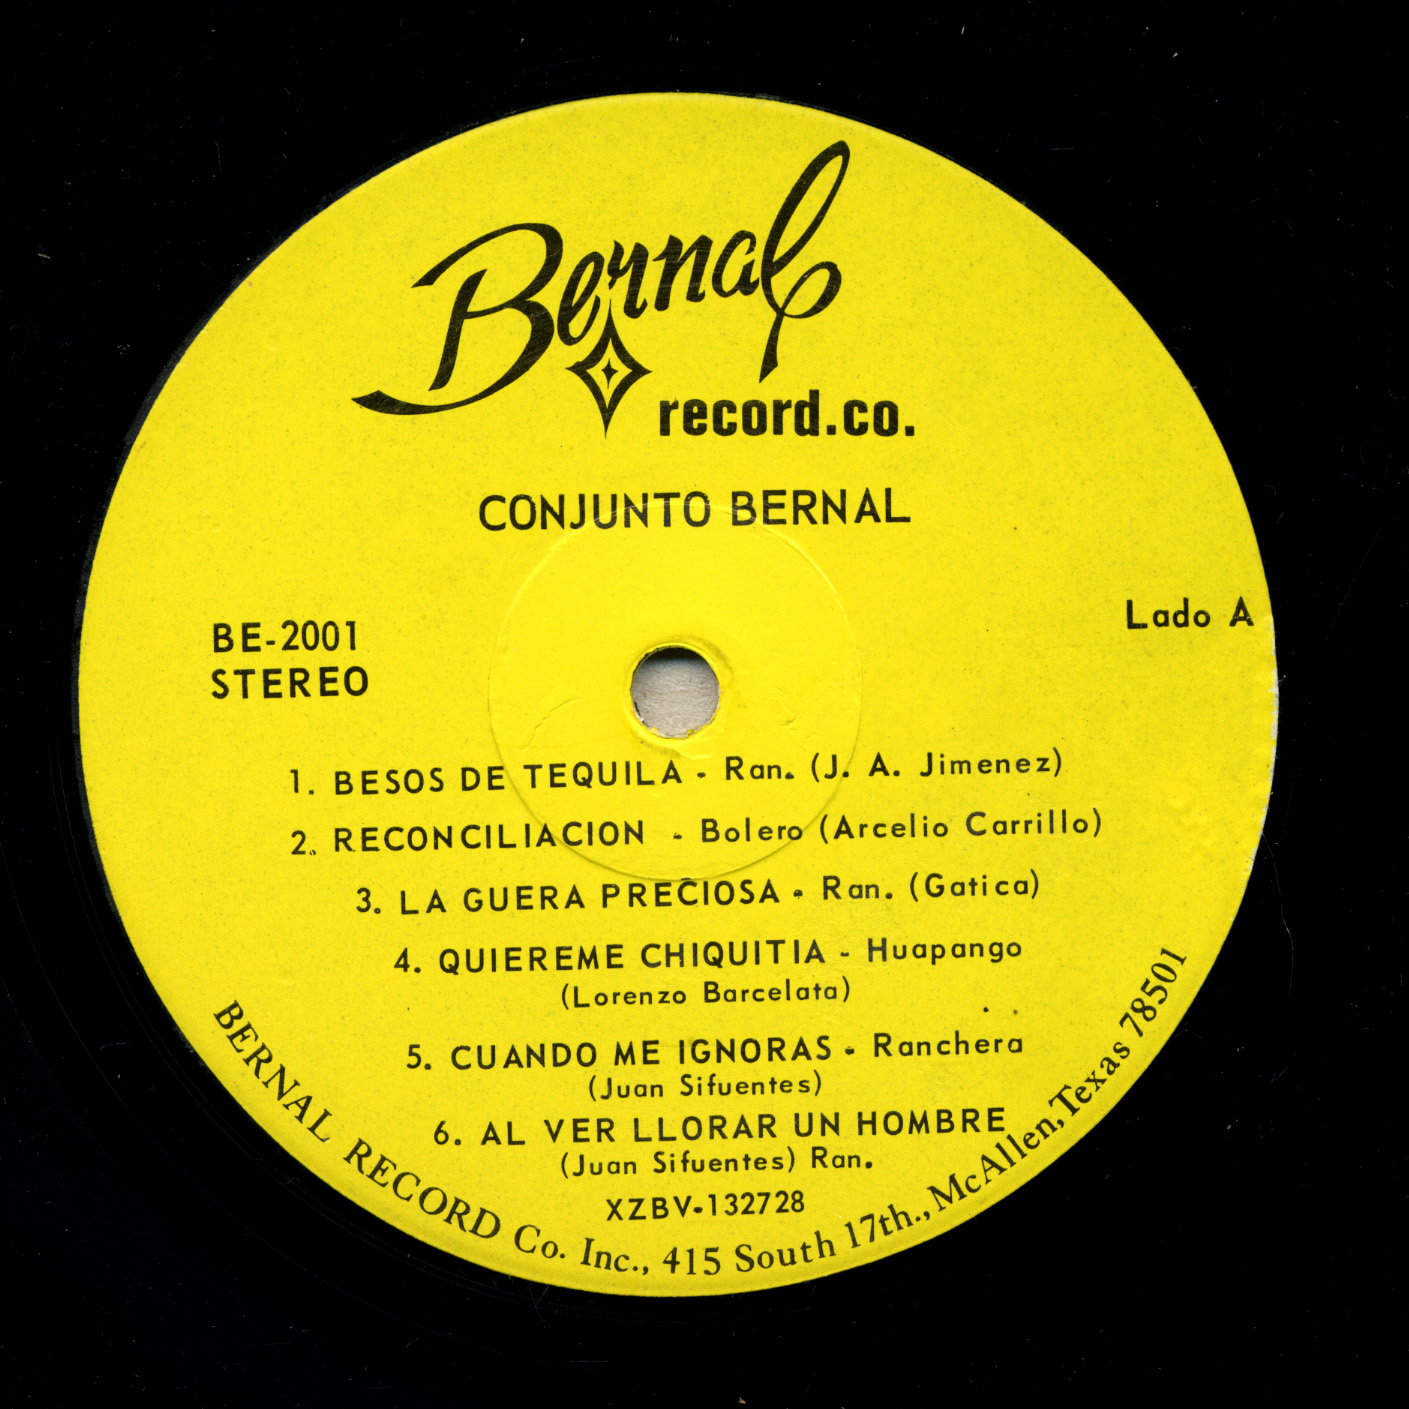 Bernal
record.co.
CONJUNTO BERNAL
BE-2001
STEREO
Lado A
1. BESOS DE TEQUILA - Ran. (J. A. Jimenez)
2. RECONCILIACION - Bolero (Arcelio Carrillo)
3. LA GUERA PRECIOSA - Ran. (Gatica)
4. QUIEREME CHIQUITIA - Huapango
(Lorenzo Barcelata)
5. CUANDO ME IGNORAS - Ranchera
(Juan Sifuentes)
6. AL VER LLORAR UN HOMBRE
(Juan Sifuentes) Ran.
XZBV-132728
BERNAL RECORD Co. Inc., 415 South 17th., McAllen, Texas 78501